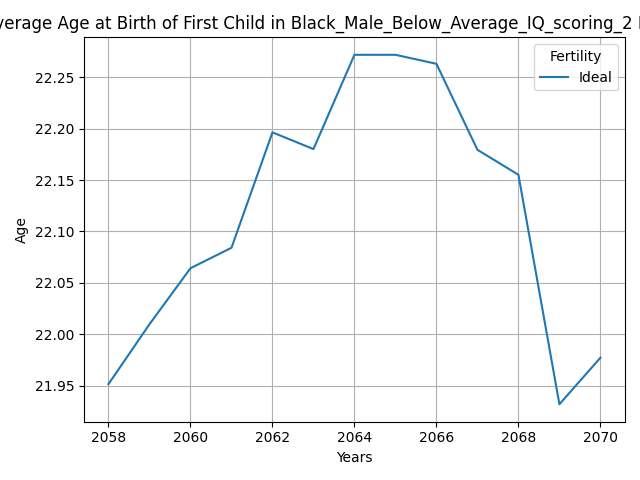 Average Age at Birth of First Child in Black_Male_Below_Average_IQ_scoring_2
Fertility
Ideal
22.25
22.20
22.15
22.10
22.05
22.00
21.95
Age
2058 2060 2062 2064 2066 2068 2070
Years